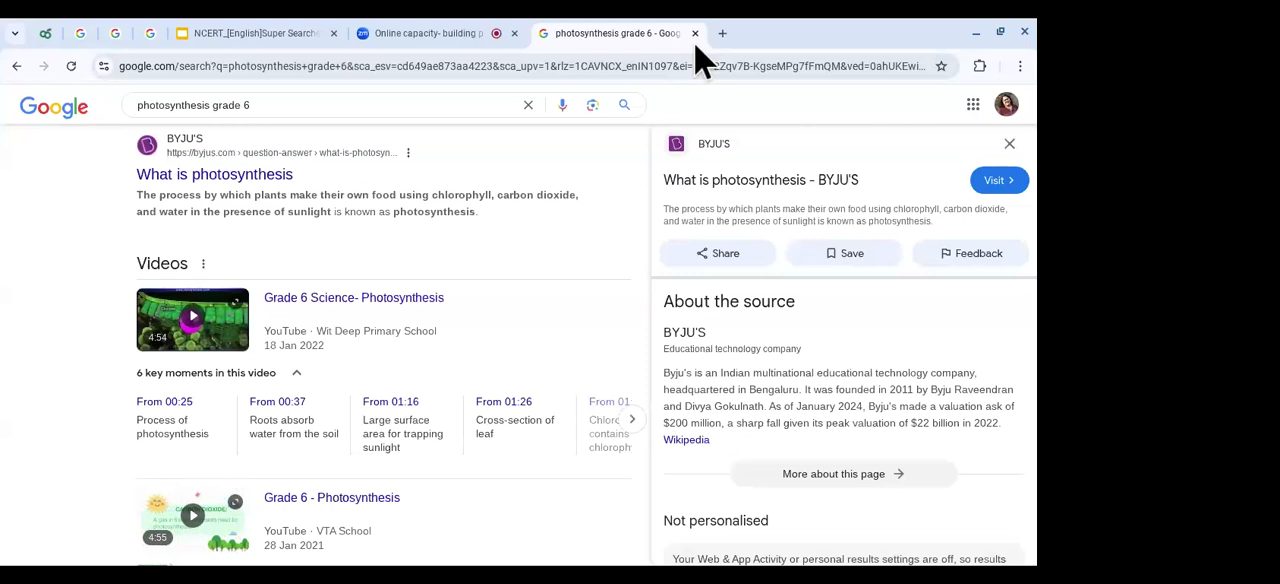 NCERT_[English]Super Searche
Online capacity- building p
photosynthesis grade 6 - Goog
google.com/search?q=photosynthesis+grade+6&sca_esv=cd649ae873aa4223&sca_upv=1&rlz=1CAVNCX_enIN1097&ei=
Zqv7B-KgseMPg7fFmQM&ved=0ahUKEwi...
Google
photosynthesis grade 6
BYJU'S
https://byjus.com › question-answer › what-is-photosyn...
What is photosynthesis
The process by which plants make their own food using chlorophyll, carbon dioxide,
and water in the presence of sunlight is known as photosynthesis.
Videos
4:54
Grade 6 Science- Photosynthesis
YouTube · Wit Deep Primary School
18 Jan 2022
6 key moments in this video
From 00:25
Process of
photosynthesis
From 00:37
Roots absorb
water from the soil
From 01:16
Large surface
area for trapping
sunlight
From 01:26
Cross-section of
leaf
From 01:
Chloro
contains
chloroph
4:55
Grade 6 - Photosynthesis
YouTube · VTA School
28 Jan 2021
BYJU'S
What is photosynthesis - BYJU'S
Visit
The process by which plants make their own food using chlorophyll, carbon dioxide,
and water in the presence of sunlight is known as photosynthesis.
Share
Save
Feedback
About the source
BYJU'S
Educational technology company
Byju's is an Indian multinational educational technology company,
headquartered in Bengaluru. It was founded in 2011 by Byju Raveendran
and Divya Gokulnath. As of January 2024, Byju's made a valuation ask of
$200 million, a sharp fall given its peak valuation of $22 billion in 2022.
Wikipedia
More about this page
Not personalised
Your Web & App Activity or personal results settings are off, so results